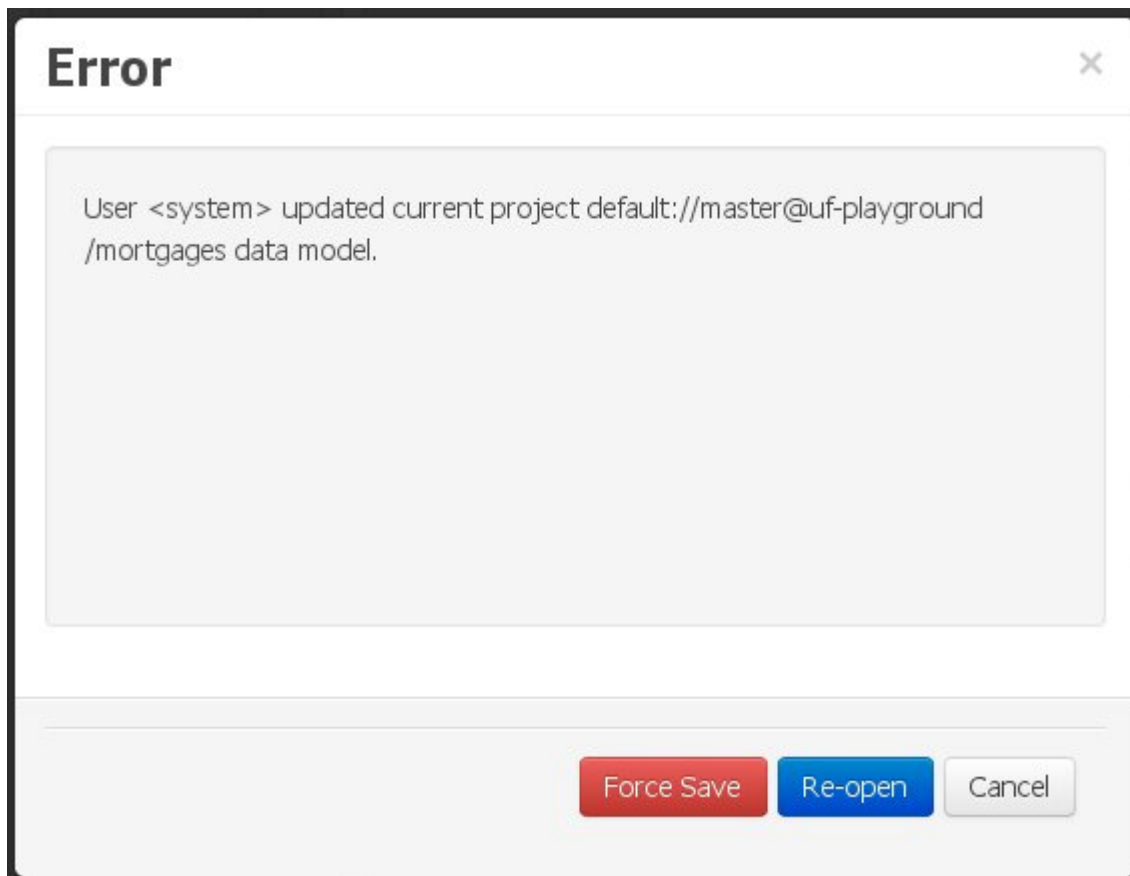 Error
×
User <system> updated current project default://master@uf-playground
/mortgages data model.
Force Save
Re-open
Cancel